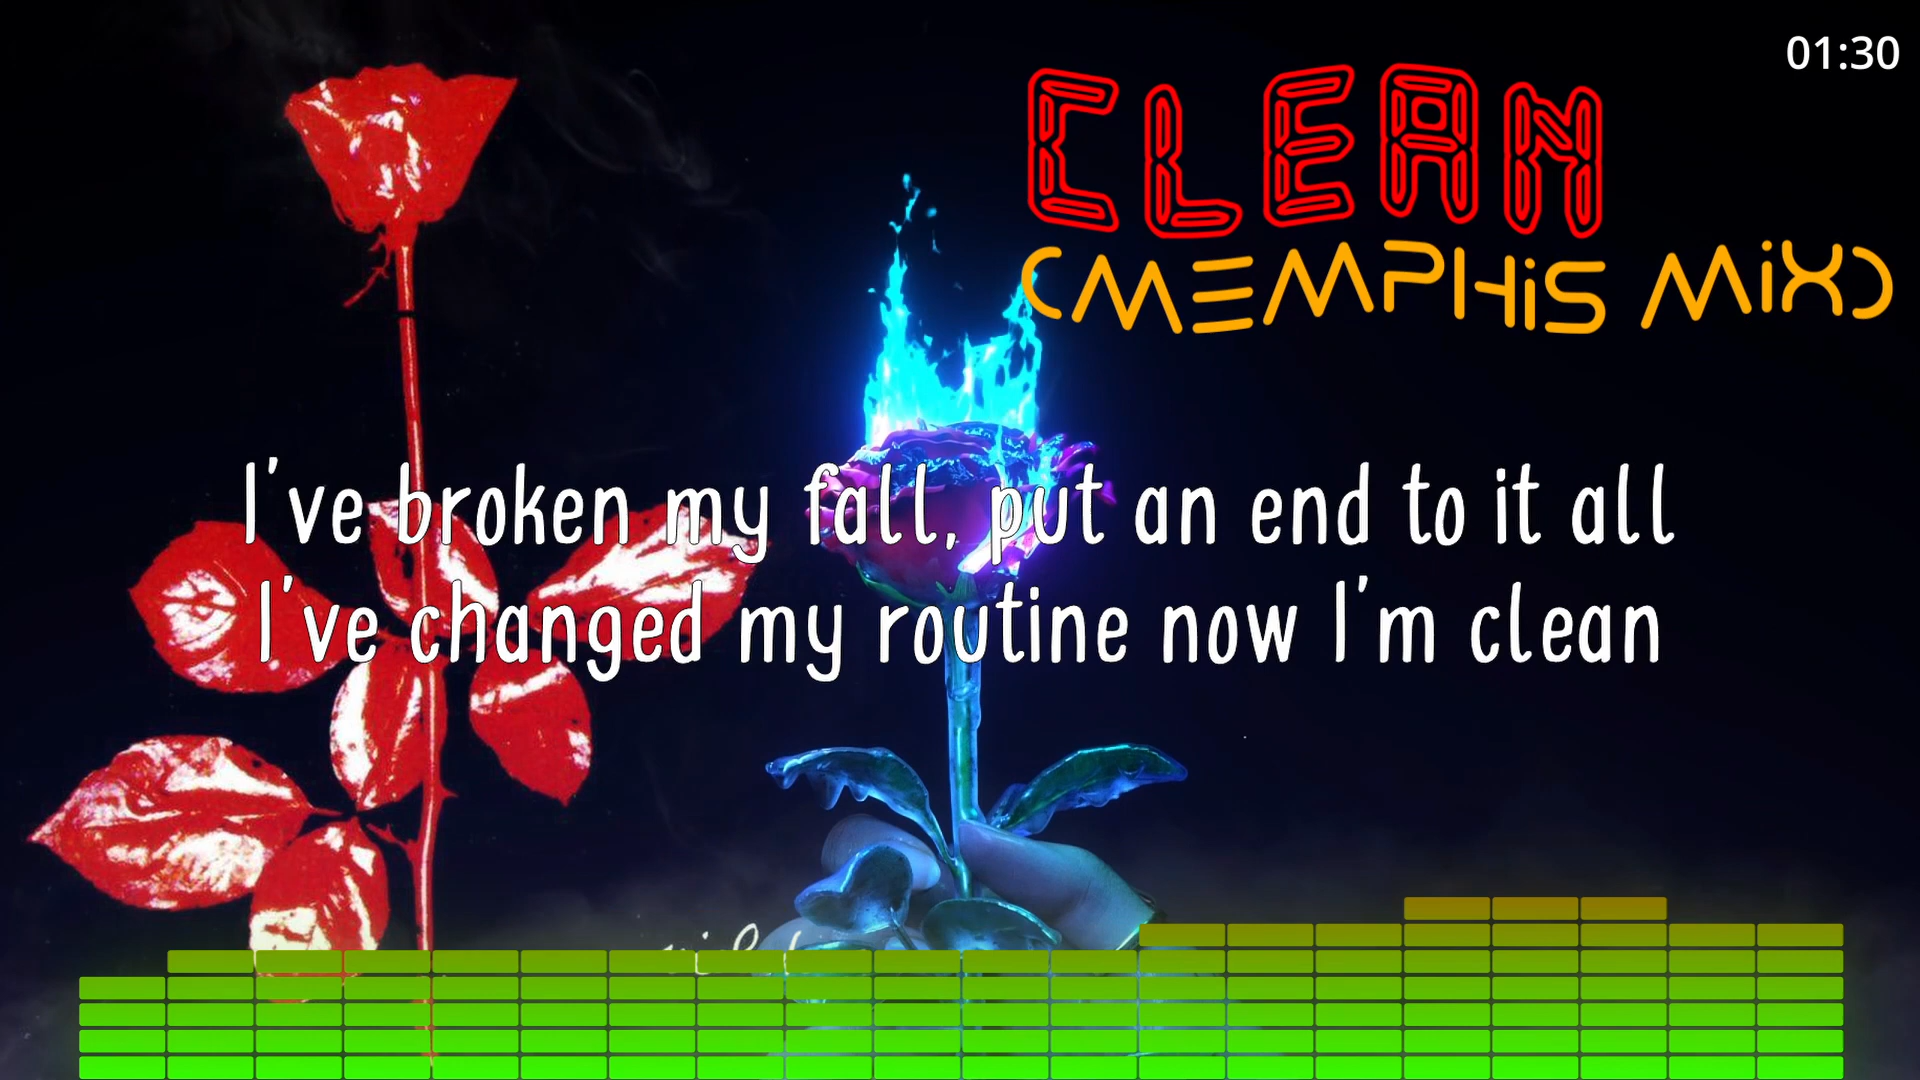 01:30
CLEAN
(MEMPHiS MiX)
I've broken my fall, put an end to it all
I've changed my routine now I'm clean